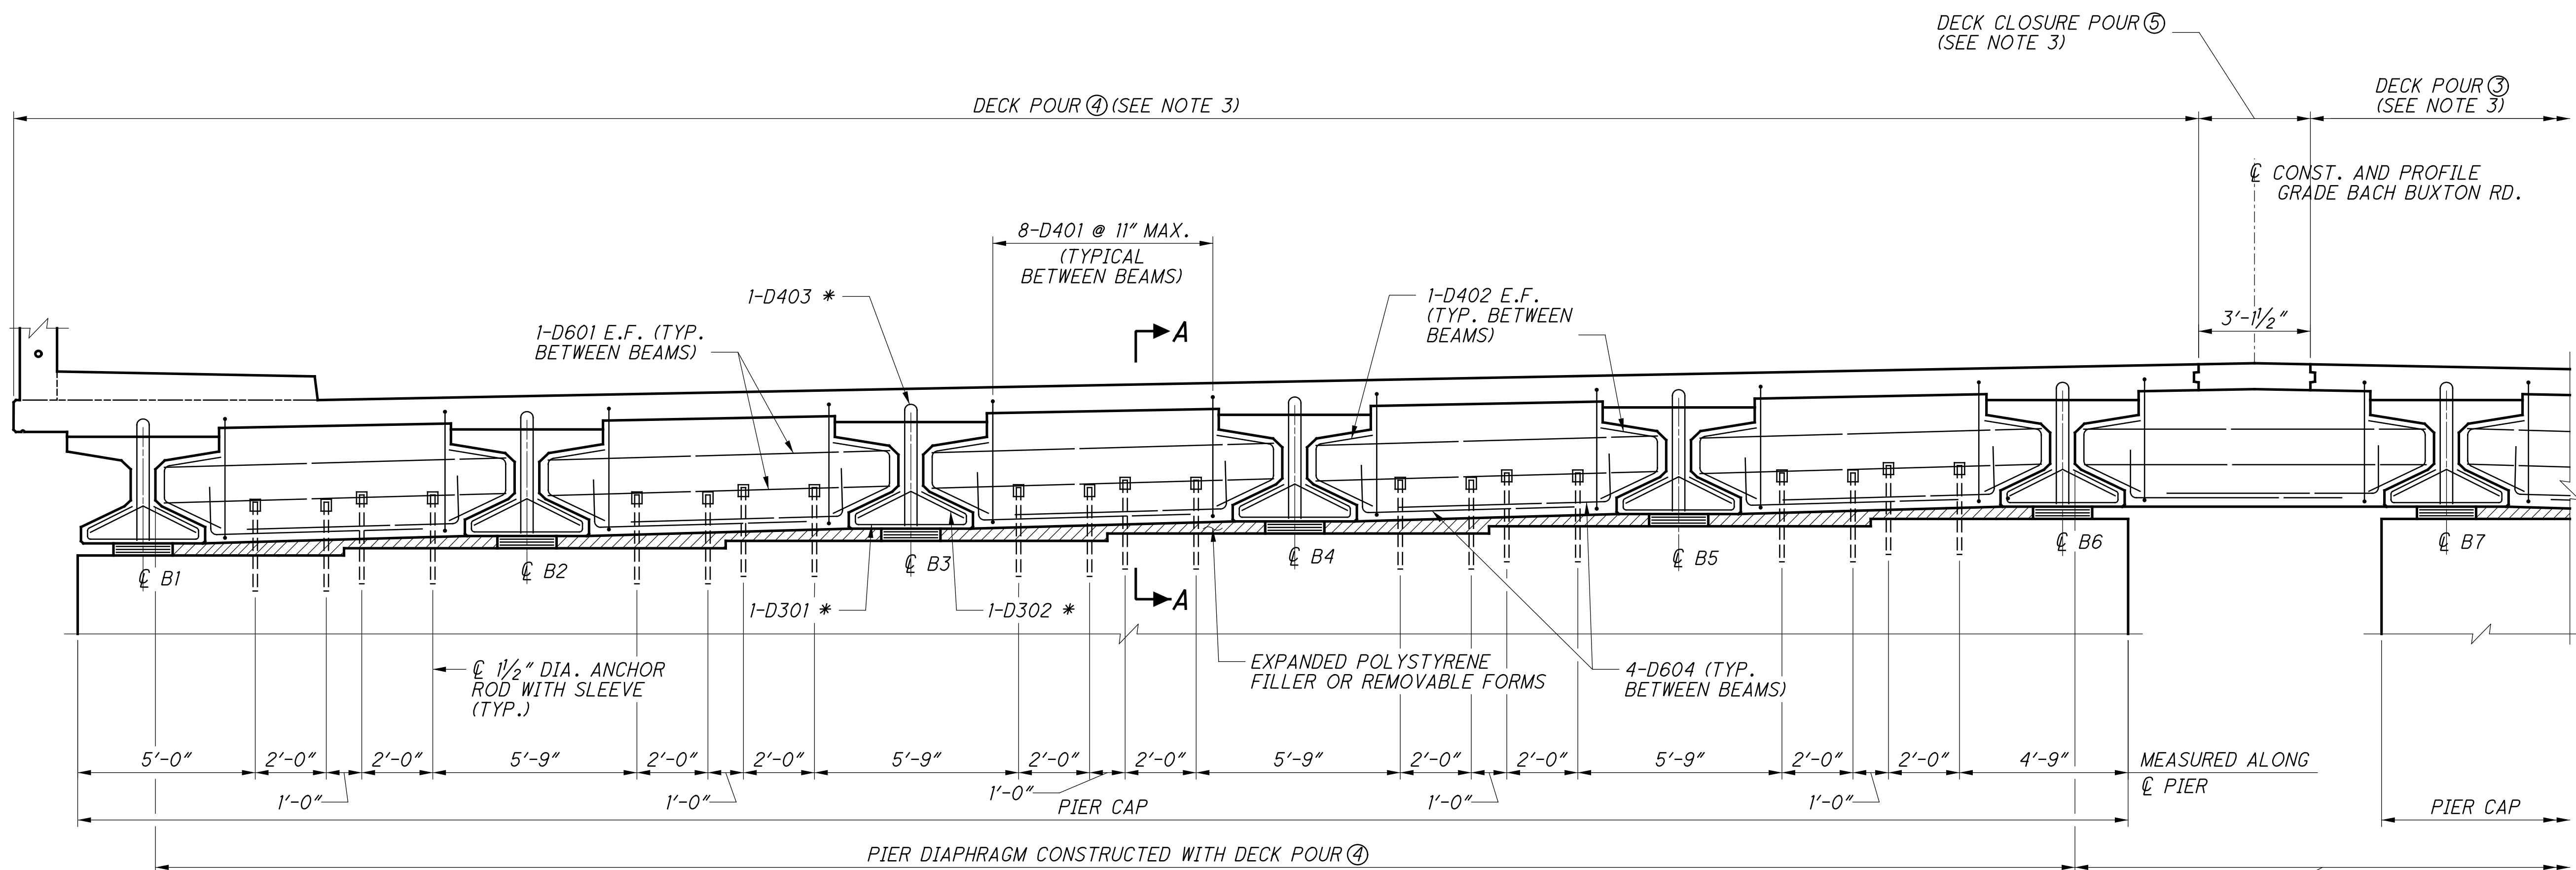 DECK CLOSURE POUR ⑤
(SEE NOTE 3)
DECK POUR ④ (SEE NOTE 3)
DECK POUR ③
(SEE NOTE 3)
℄ CONST. AND PROFILE
GRADE BACH BUXTON RD.
8-D401 @ 11" MAX.
(TYPICAL
BETWEEN BEAMS)
1-D403 *
1-D402 E.F.
(TYP. BETWEEN
BEAMS)
3'-1½"
1-D601 E.F. (TYP.
BETWEEN BEAMS)
A
℄ B1
℄ B2
℄ B3
℄ B4
℄ B5
℄ B6
℄ B7
1-D301 *
1-D302 *
A
℄ 1½" DIA. ANCHOR
ROD WITH SLEEVE
(TYP.)
EXPANDED POLYSTYRENE
FILLER OR REMOVABLE FORMS
4-D604 (TYP.
BETWEEN BEAMS)
5'-0" 2'-0" 2'-0" 5'-9" 2'-0" 2'-0" 5'-9" 2'-0" 2'-0" 5'-9" 2'-0" 2'-0" 5'-9" 2'-0" 2'-0" 4'-9"
MEASURED ALONG
℄ PIER
1'-0" 1'-0" 1'-0" 1'-0" 1'-0"
PIER CAP
PIER CAP
PIER DIAPHRAGM CONSTRUCTED WITH DECK POUR ④